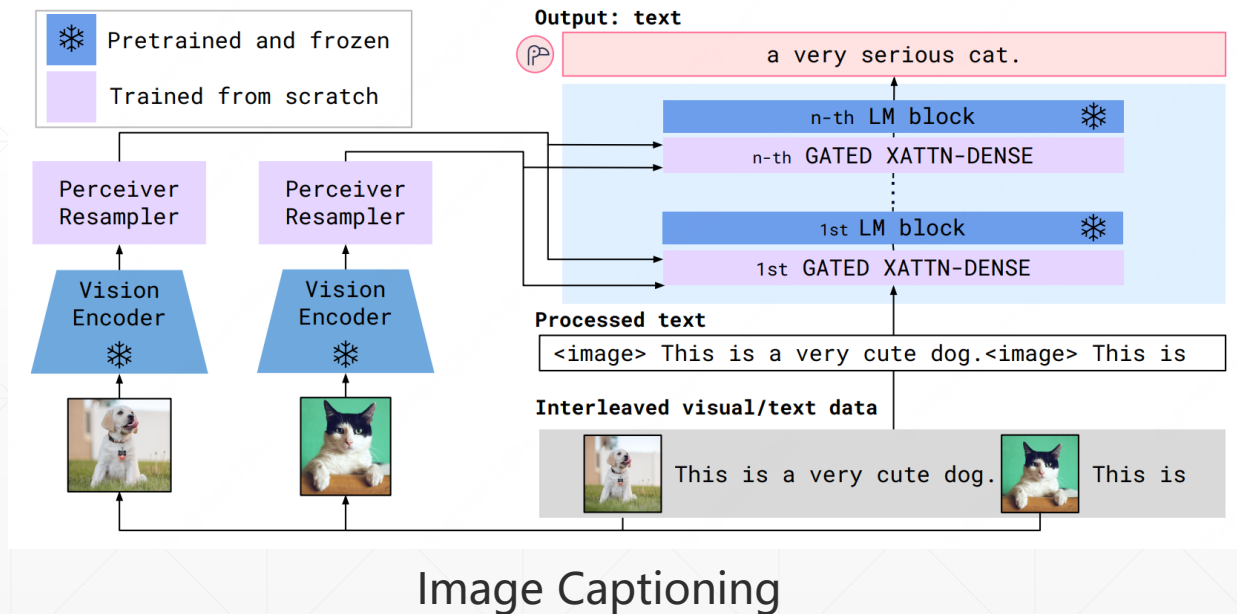 Pretrained and frozen
Trained from scratch
Output: text
a very serious cat.
n-th LM block
n-th GATED XATTN-DENSE
1st LM block
1st GATED XATTN-DENSE
Perceiver
Resampler
Perceiver
Resampler
Vision
Encoder
Vision
Encoder
Processed text
<image> This is a very cute dog.<image> This is
Interleaved visual/text data
This is a very cute dog.
This is
Image Captioning